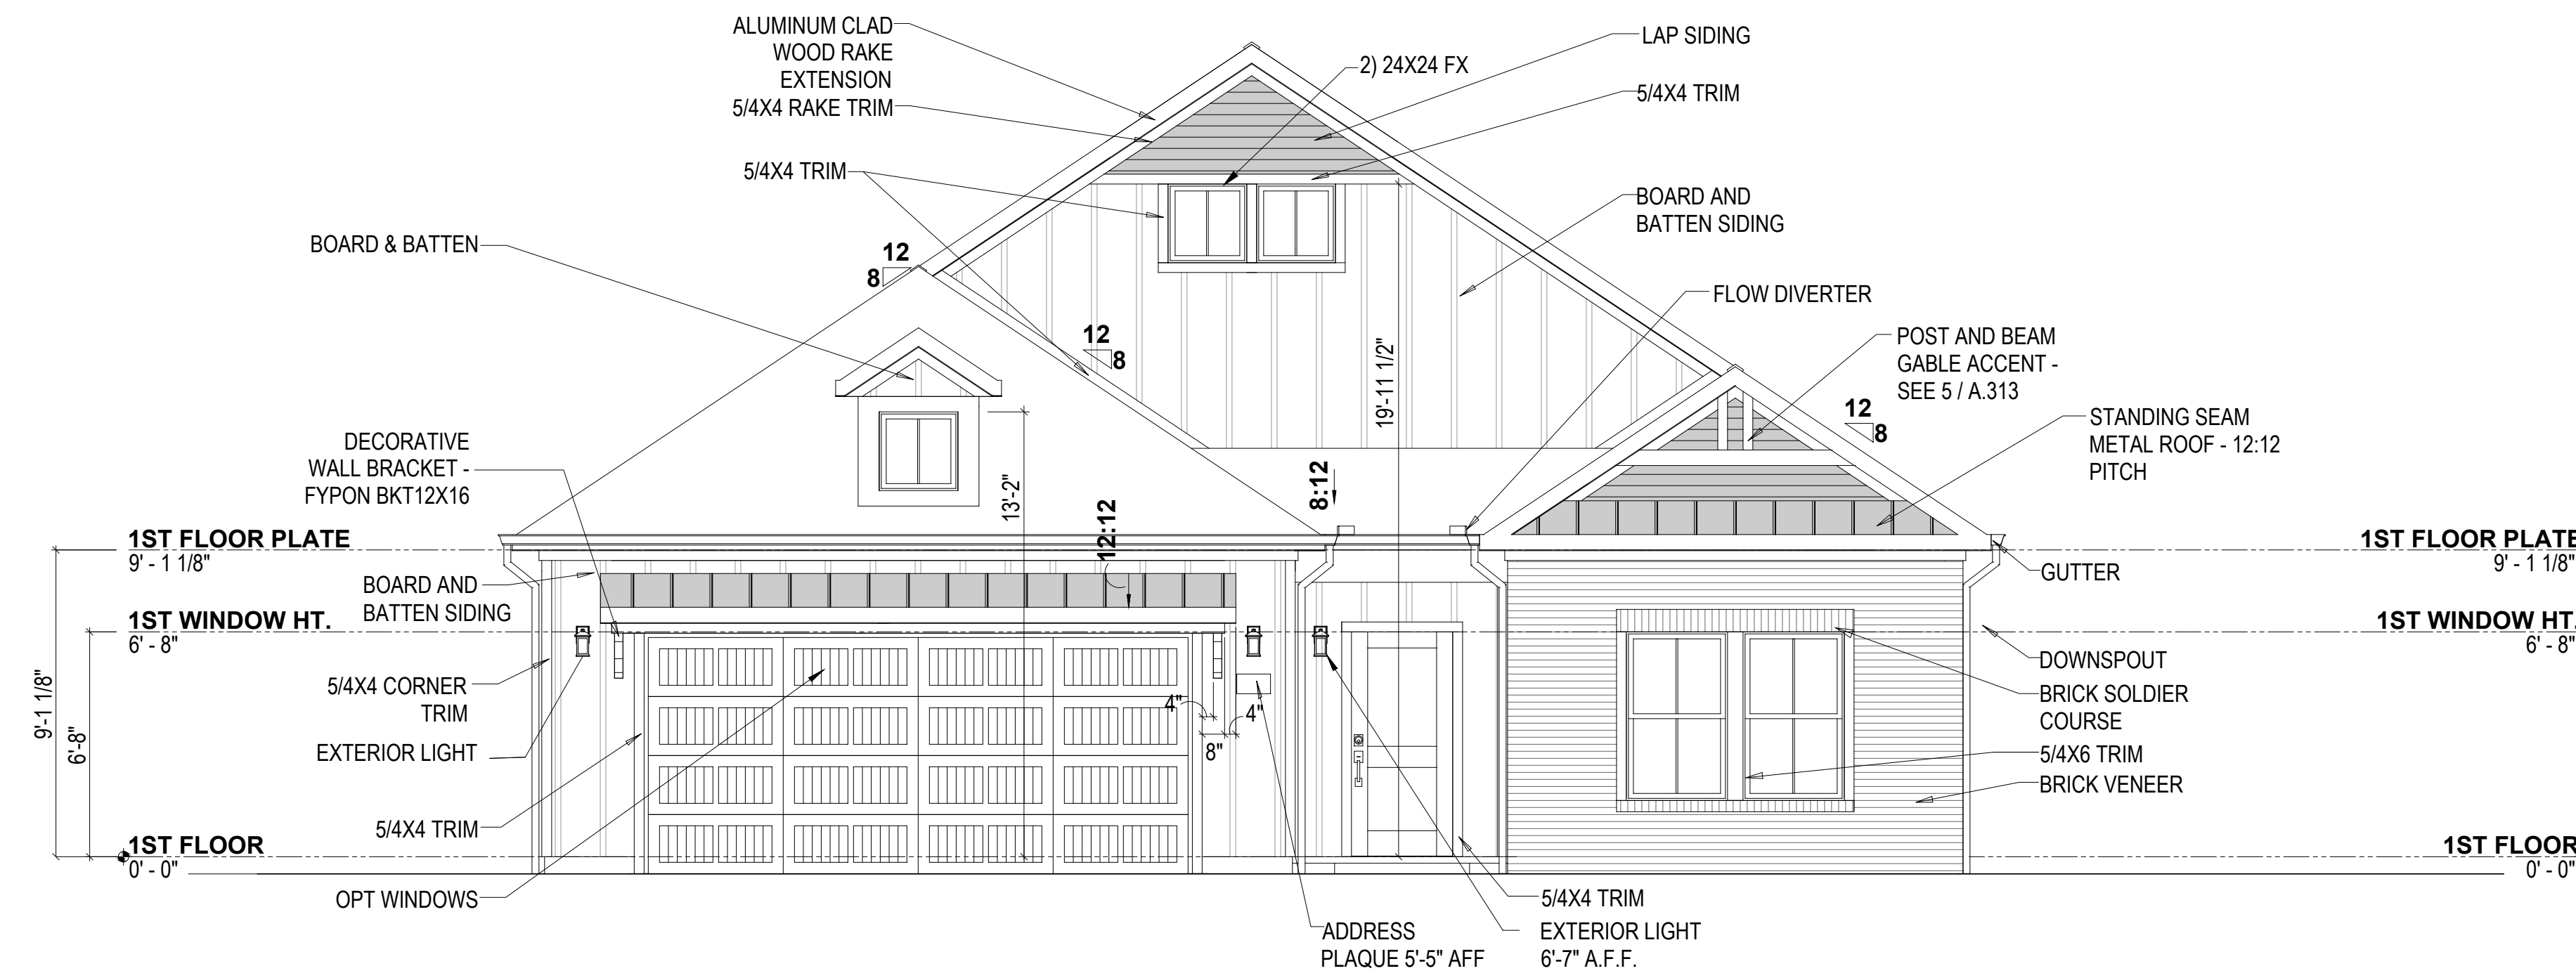 ALUMINUM CLAD
WOOD RAKE
EXTENSION
5/4X4 RAKE TRIM
5/4X4 TRIM
BOARD & BATTEN
2) 24X24 FX
LAP SIDING
5/4X4 TRIM
BOARD AND
BATTEN SIDING
FLOW DIVERTER
POST AND BEAM
GABLE ACCENT -
SEE 5 / A.313
STANDING SEAM
METAL ROOF - 12:12
PITCH
12
8
12
8
12
8
19'-11 1/2"
13'-2"
8:12
12:12
DECORATIVE
WALL BRACKET -
FYPON BKT12X16
1ST FLOOR PLATE
9' - 1 1/8"
BOARD AND
BATTEN SIDING
1ST WINDOW HT.
6' - 8"
9'-1 1/8"
6'-8"
5/4X4 CORNER
TRIM
EXTERIOR LIGHT
5/4X4 TRIM
1ST FLOOR
0' - 0"
OPT WINDOWS
4"
4"
8"
ADDRESS
PLAQUE 5'-5" AFF
5/4X4 TRIM
EXTERIOR LIGHT
6'-7" A.F.F.
1ST FLOOR PLATE
9' - 1 1/8"
GUTTER
1ST WINDOW HT.
6' - 8"
DOWNSPOUT
BRICK SOLDIER
COURSE
5/4X6 TRIM
BRICK VENEER
1ST FLOOR
0' - 0"